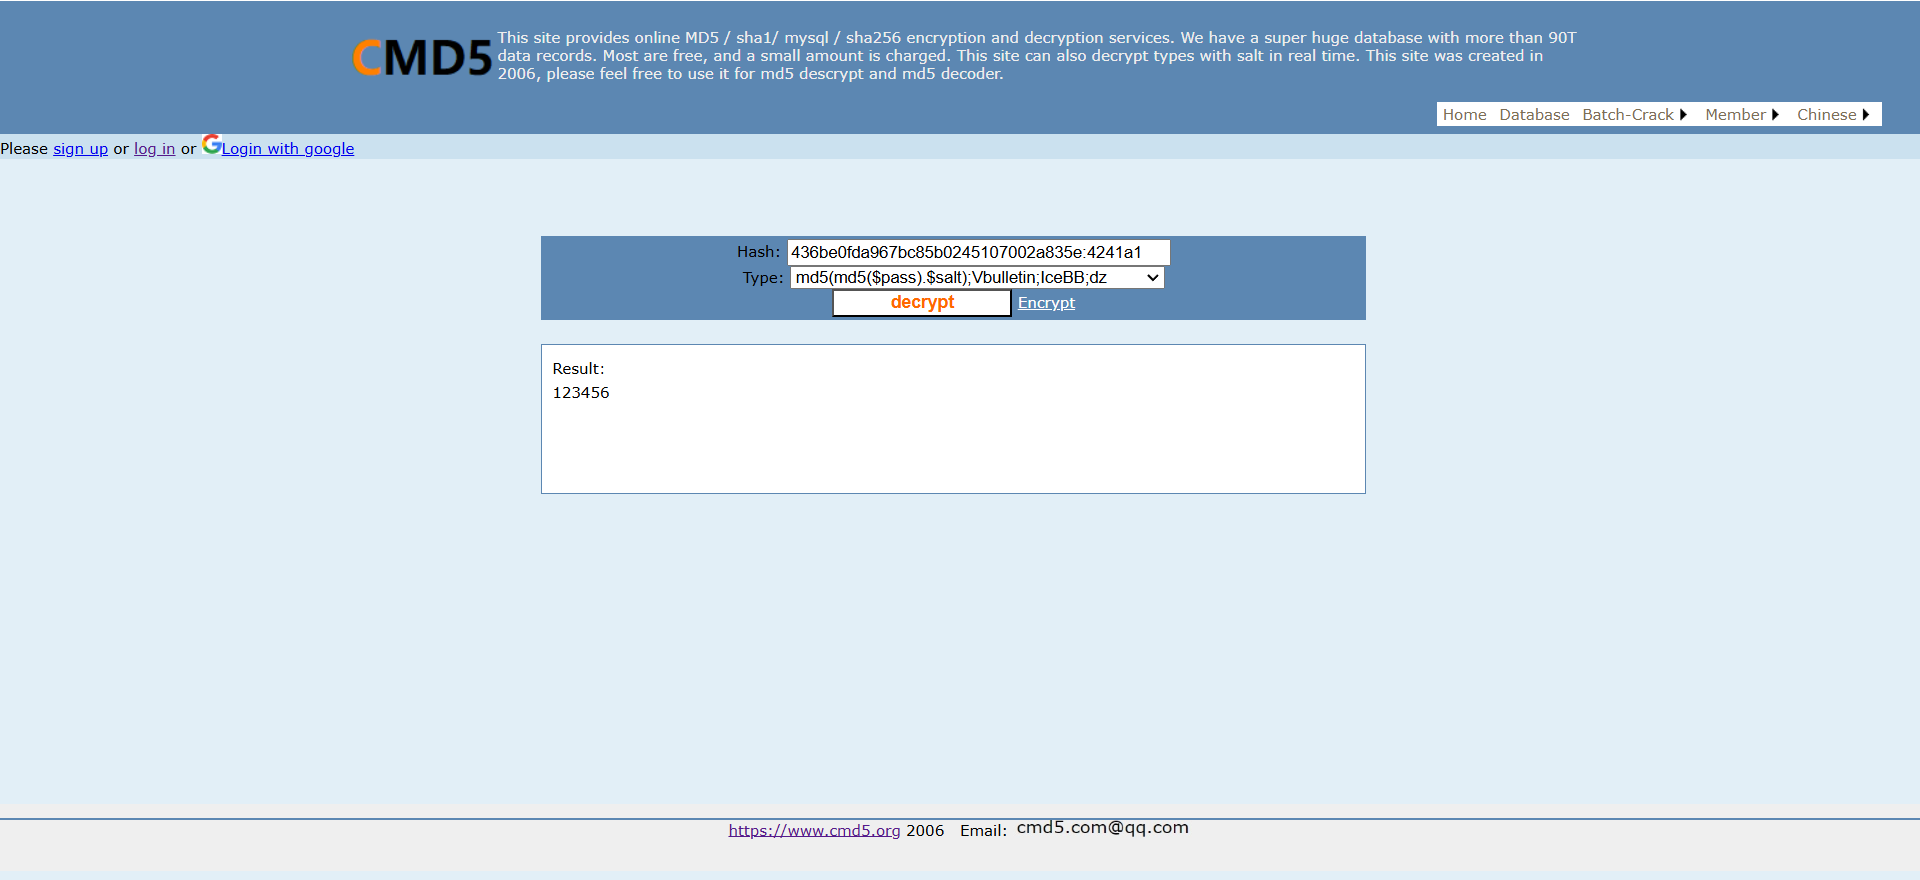 CMD5
This site provides online MD5 / sha1/ mysql / sha256 encryption and decryption services. We have a super huge database with more than 90T
data records. Most are free, and a small amount is charged. This site can also decrypt types with salt in real time. This site was created in
2006, please feel free to use it for md5 descrypt and md5 decoder.
Home Database Batch-Crack Member Chinese
Please sign up or log in or Login with google
Hash: 436be0fda967bc85b0245107002a835e:4241a1
Type: md5(md5($pass).$salt);Vbulletin;IceBB;dz
decrypt Encrypt
Result:
123456
https://www.cmd5.org 2006 Email: cmd5.com@qq.com